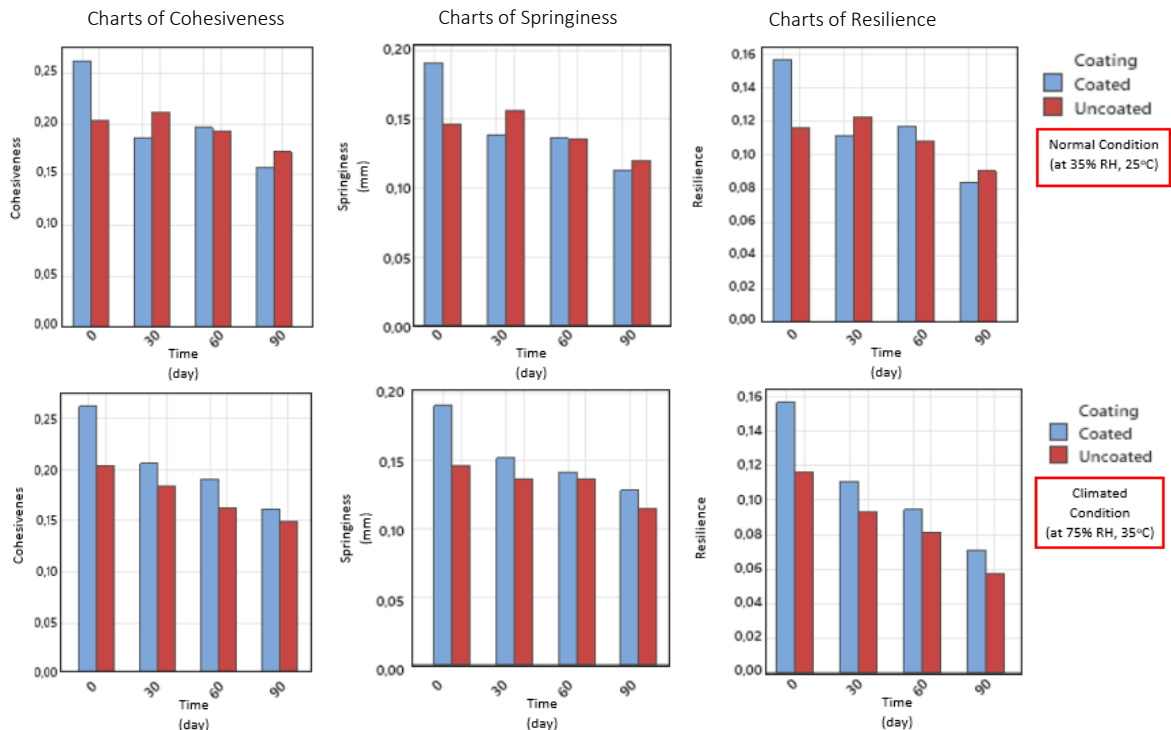 Charts of Cohesiveness
Charts of Springiness
Charts of Resilience
Cohesiveness
0,25
0,20
0,15
0,10
0,05
0,00
0
30
60
90
Time
(day)
Springiness
(mm)
0,20
0,15
0,10
0,05
0,00
0
30
60
90
Time
(day)
Resilience
0,16
0,14
0,12
0,10
0,08
0,06
0,04
0,02
0,00
0
30
60
90
Time
(day)
Coating
Coated
Uncoated
Normal Condition
(at 35% RH, 25°C)
Cohesivenes
0,25
0,20
0,15
0,10
0,05
0,00
0
30
60
90
Time
(day)
Springiness
(mm)
0,20
0,15
0,10
0,05
0,00
0
30
60
90
Time
(day)
Resilience
0,16
0,14
0,12
0,10
0,08
0,06
0,04
0,02
0,00
0
30
60
90
Time
(day)
Coating
Coated
Uncoated
Climated
Condition
(at 75% RH, 35°C)